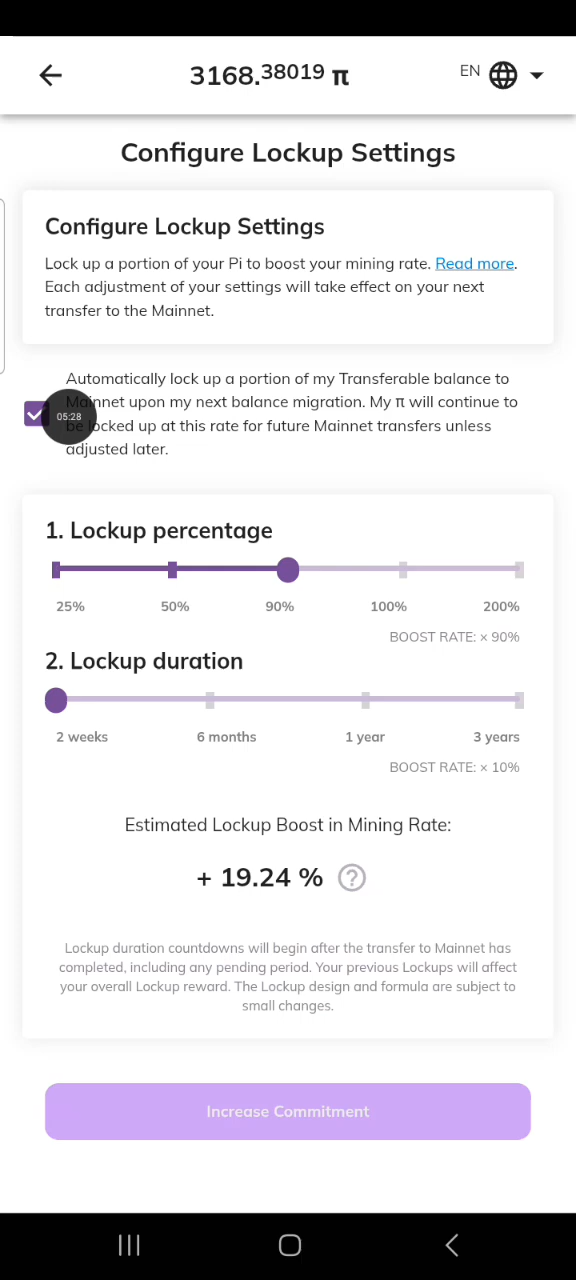 3168.38019 π
EN
Configure Lockup Settings
Configure Lockup Settings
Lock up a portion of your Pi to boost your mining rate. Read more.
Each adjustment of your settings will take effect on your next
transfer to the Mainnet.
Automatically lock up a portion of my Transferable balance to
Mainnet upon my next balance migration. My π will continue to
05:28
be locked up at this rate for future Mainnet transfers unless
adjusted later.
1. Lockup percentage
25% 50% 90% 100% 200%
BOOST RATE: × 90%
2. Lockup duration
2 weeks 6 months 1 year 3 years
BOOST RATE: × 10%
Estimated Lockup Boost in Mining Rate:
+ 19.24 % ?
Lockup duration countdowns will begin after the transfer to Mainnet has
completed, including any pending period. Your previous Lockups will affect
your overall Lockup reward. The Lockup design and formula are subject to
small changes.
Increase Commitment